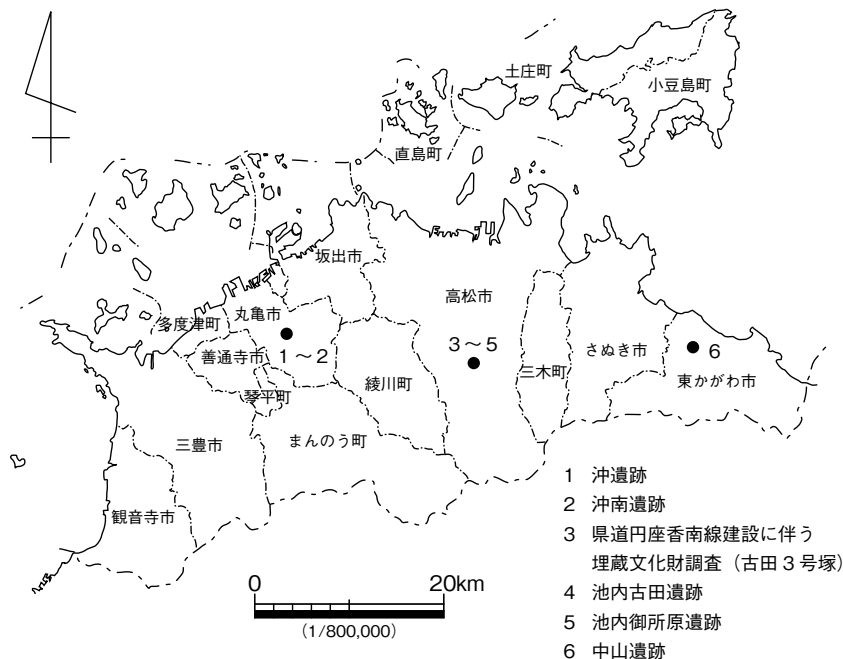 土庄町
小豆島町
直島町
坂出市
高松市
多度津町
丸亀市
善通寺市
1～2
3～5
さぬき市
6
東かがわ市
三木町
綾川町
琴平町
三豊市
まんのう町
観音寺市
0
20km
(1/800,000)
1 沖遺跡
2 沖南遺跡
3 県道円座香南線建設に伴う
埋蔵文化財調査（古田3号塚）
4 池内古田遺跡
5 池内御所原遺跡
6 中山遺跡